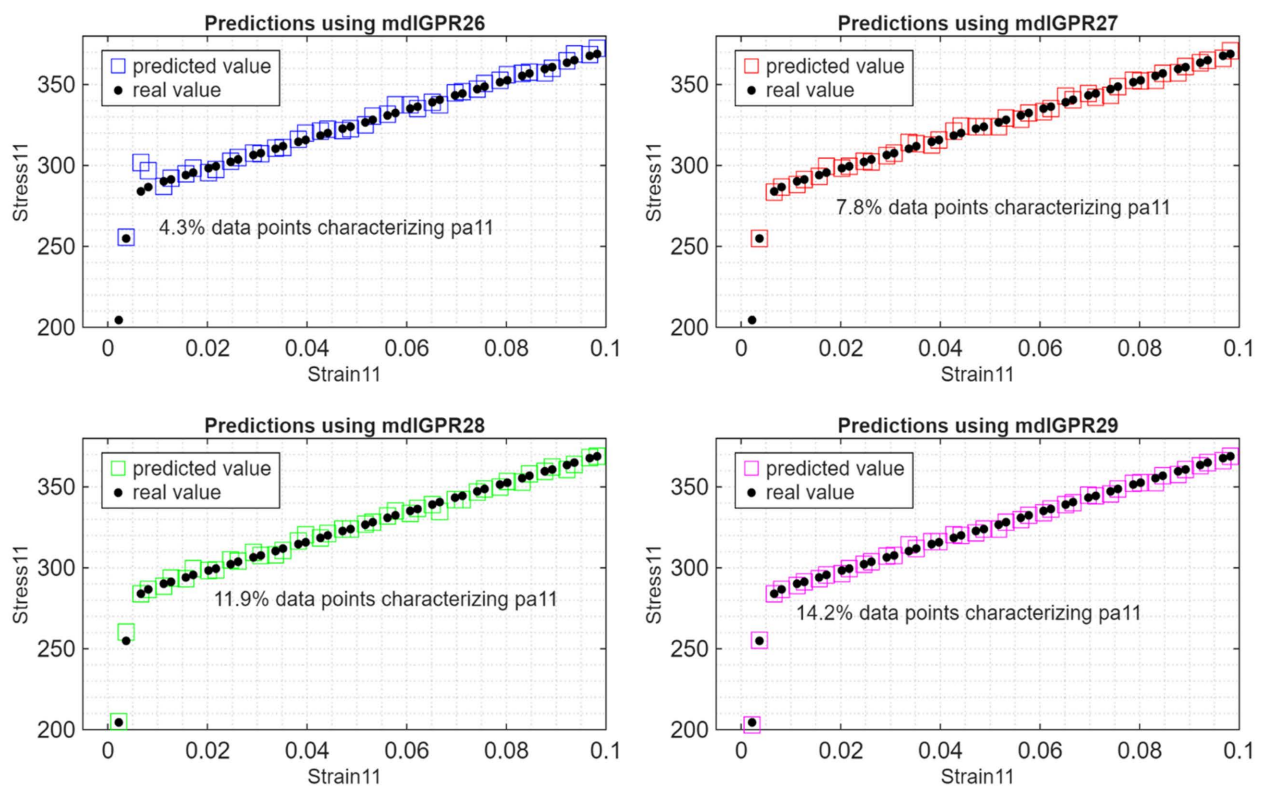 Predictions using mdlGPR26
predicted value
real value
350
300
250
200
4.3% data points characterizing pa11
0 0.02 0.04 0.06 0.08 0.1
Strain11
Stress11
Predictions using mdlGPR27
predicted value
real value
350
300
250
200
7.8% data points characterizing pa11
0 0.02 0.04 0.06 0.08 0.1
Strain11
Stress11
Predictions using mdlGPR28
predicted value
real value
350
300
250
200
11.9% data points characterizing pa11
0 0.02 0.04 0.06 0.08 0.1
Strain11
Stress11
Predictions using mdlGPR29
predicted value
real value
350
300
250
200
14.2% data points characterizing pa11
0 0.02 0.04 0.06 0.08 0.1
Strain11
Stress11